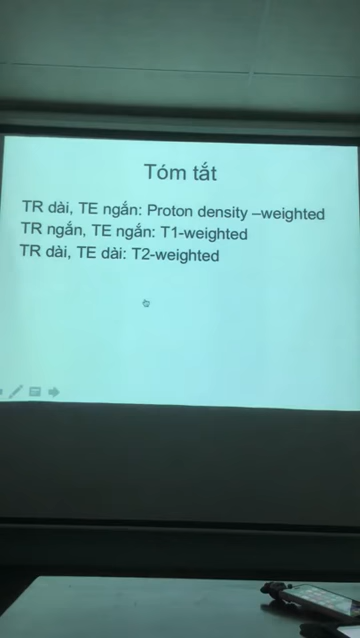 Tóm tắt
TR dài, TE ngắn: Proton density –weighted
TR ngắn, TE ngắn: T1-weighted
TR dài, TE dài: T2-weighted